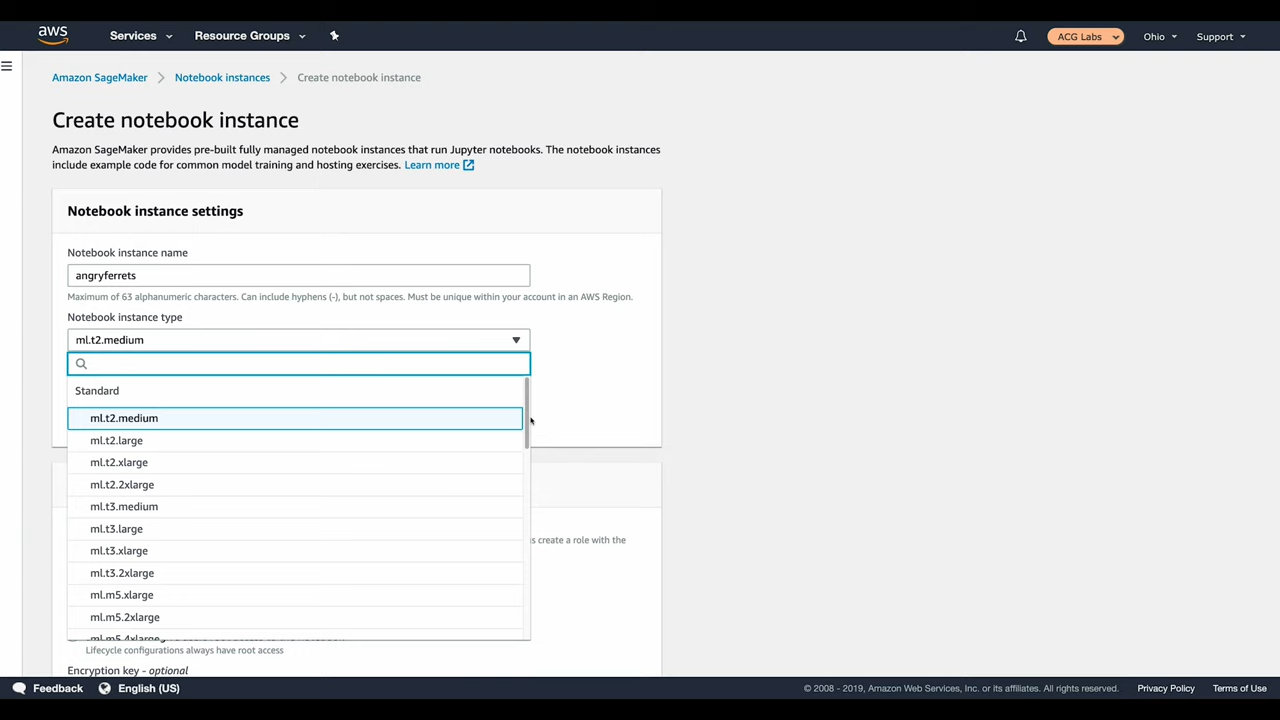 aws
Services
Resource Groups
ACG Labs
Ohio
Support
Amazon SageMaker
Notebook instances
Create notebook instance
Create notebook instance
Amazon SageMaker provides pre-built fully managed notebook instances that run Jupyter notebooks. The notebook instances
include example code for common model training and hosting exercises. Learn more
Notebook instance settings
Notebook instance name
angryferrets
Maximum of 63 alphanumeric characters. Can include hyphens (-), but not spaces. Must be unique within your account in an AWS Region.
Notebook instance type
ml.t2.medium
Standard
ml.t2.medium
ml.t2.large
ml.t2.xlarge
ml.t2.2xlarge
ml.t3.medium
ml.t3.large
is create a role with the
ml.t3.xlarge
ml.t3.2xlarge
ml.m5.xlarge
ml.m5.2xlarge
ml.m5.4xlarge
Lifecycle configurations always have root access
Encryption key - optional
Feedback
English (US)
© 2008 - 2019, Amazon Web Services, Inc. or its affiliates. All rights reserved.
Privacy Policy
Terms of Use